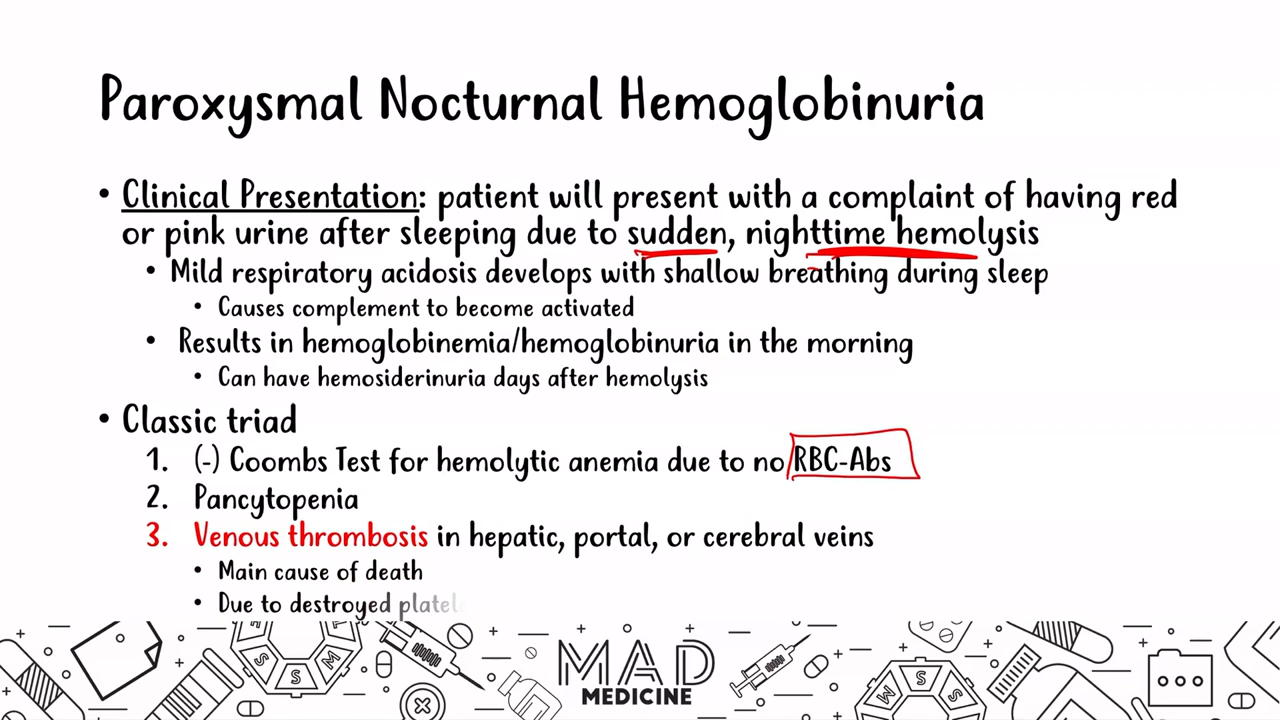 Paroxysmal Nocturnal Hemoglobinuria
• Clinical Presentation: patient will present with a complaint of having red
or pink urine after sleeping due to sudden, nighttime hemolysis
• Mild respiratory acidosis develops with shallow breathing during sleep
• Causes complement to become activated
• Results in hemoglobinemia/hemoglobinuria in the morning
• Can have hemosiderinuria days after hemolysis
• Classic triad
1. (-) Coombs Test for hemolytic anemia due to no RBC-Abs
2. Pancytopenia
3. Venous thrombosis in hepatic, portal, or cerebral veins
• Main cause of death
• Due to destroyed
MAD
MEDICINE